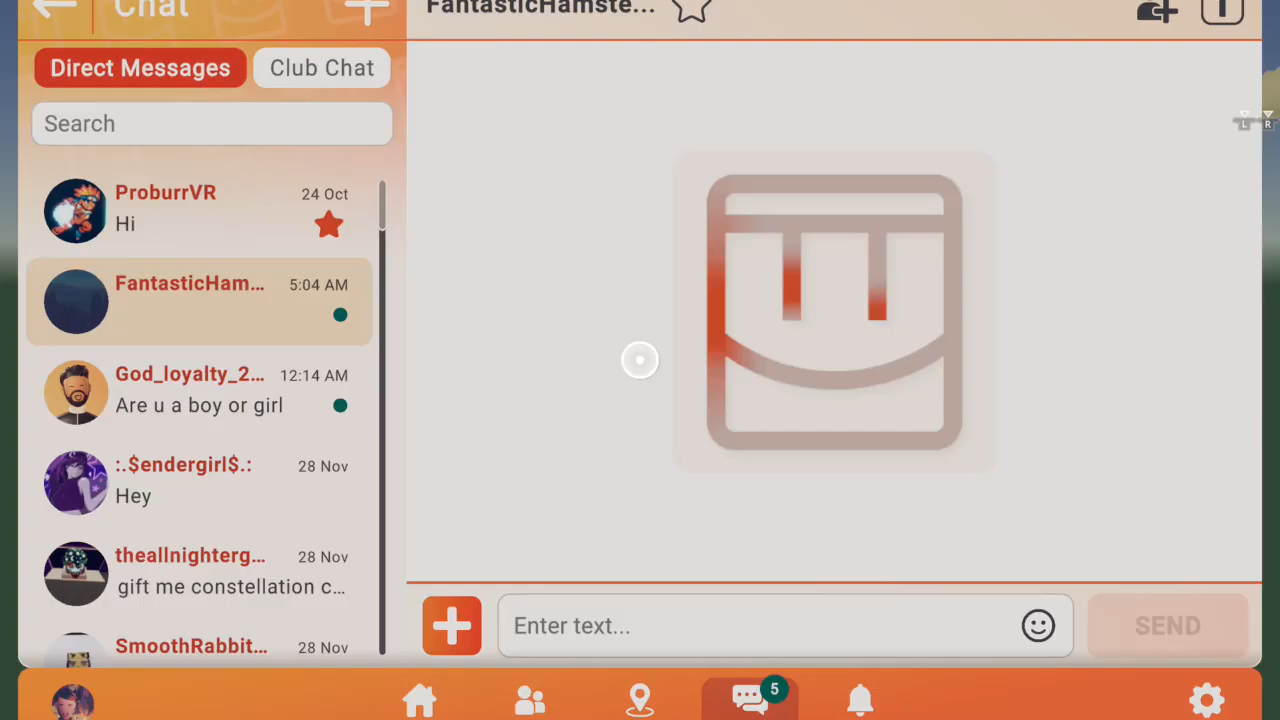 Chat
FantasticHamste...
Direct Messages
Club Chat
Search
ProburrVR
24 Oct
Hi
FantasticHam...
5:04 AM
God_loyalty_2...
12:14 AM
Are u a boy or girl
:.$endergirl$.:
28 Nov
Hey
theallnighterg...
28 Nov
gift me constellation c...
SmoothRabbit...
28 Nov
Enter text...
SEND
5
L R